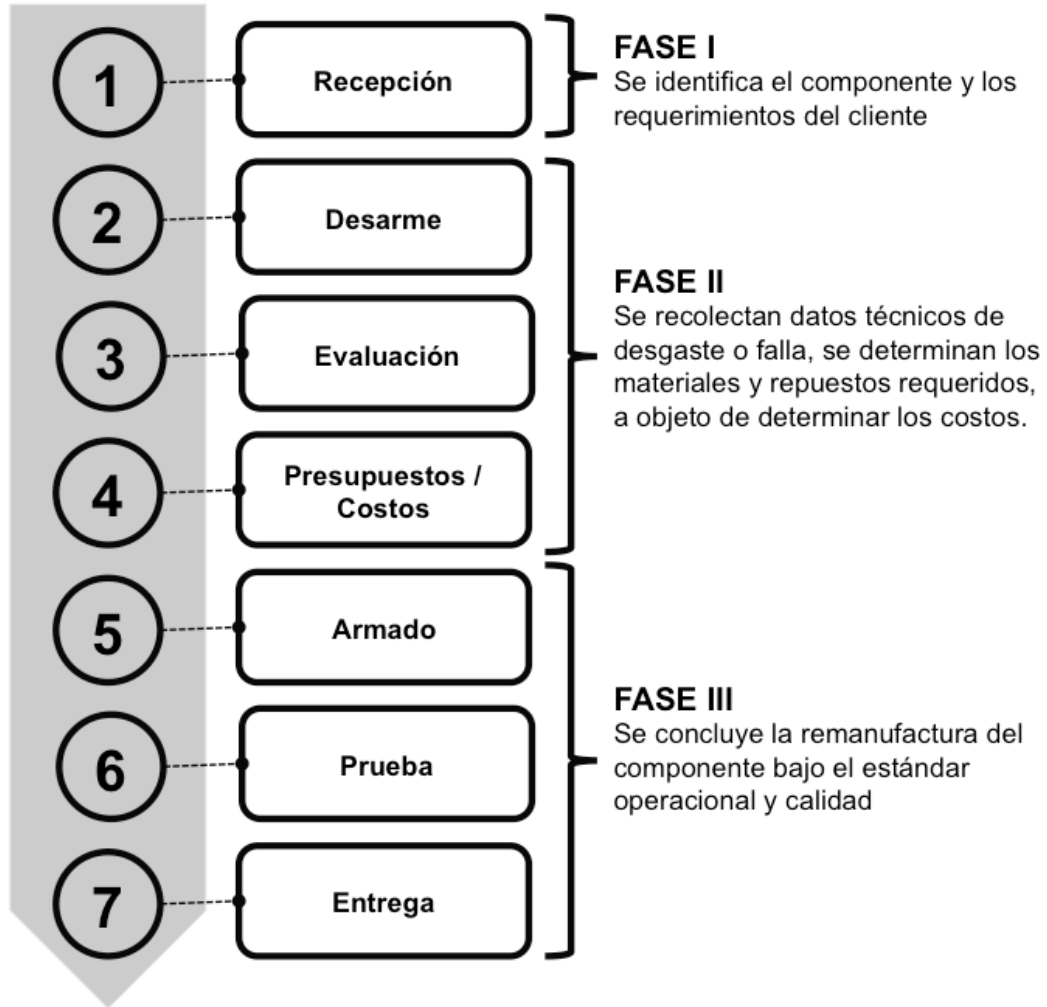 1
Recepción
FASE I
Se identifica el componente y los
requerimientos del cliente
2
Desarme
3
Evaluación
4
Presupuestos /
Costos
FASE II
Se recolectan datos técnicos de
desgaste o falla, se determinan los
materiales y repuestos requeridos,
a objeto de determinar los costos.
5
Armado
6
Prueba
7
Entrega
FASE III
Se concluye la remanufactura del
componente bajo el estándar
operacional y calidad